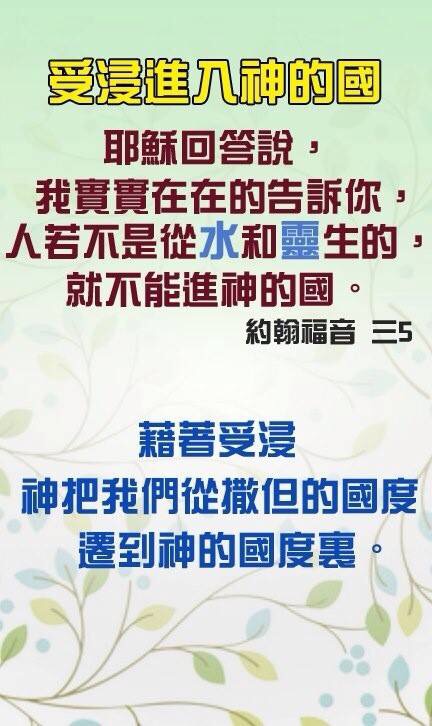 受浸進入神的國
耶穌回答說，
我實實在在的告訴你，
人若不是從水和靈生的，
就不能進神的國。
約翰福音 三5
藉著受浸
神把我們從撒但的國度
遷到神的國度裏。